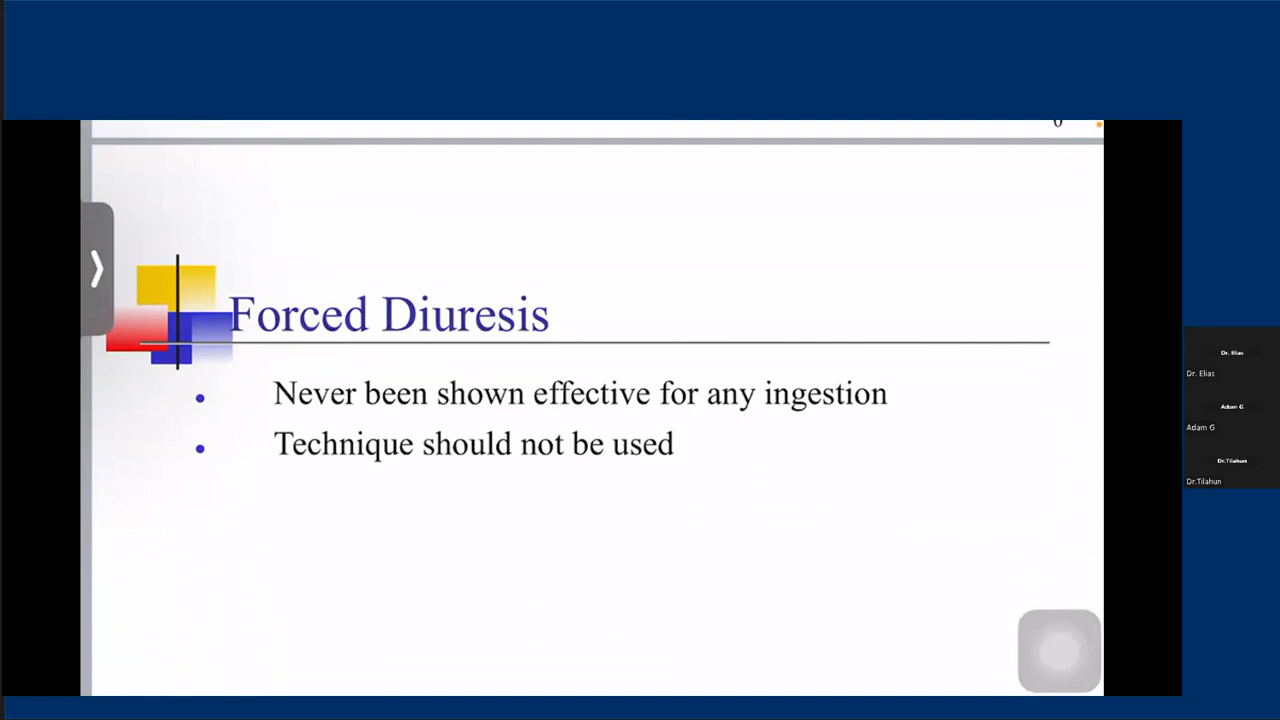 Forced Diuresis
Never been shown effective for any ingestion
Technique should not be used
Dr. Elias
Dr. Elias
Adam G
Adam G
Dr.Tilahun
Dr.Tilahun